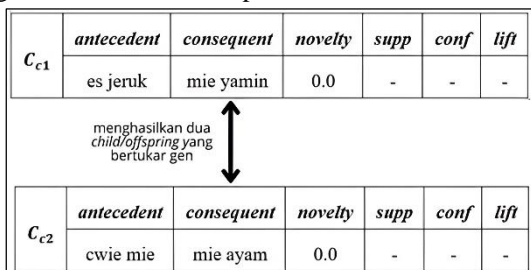 C_c1 antecedent consequent novelty supp conf lift
es jeruk mie yamin 0.0 - - -
menghasilkan dua
child/offspring yang
bertukar gen
C_c2 antecedent consequent novelty supp conf lift
cwie mie mie ayam 0.0 - - -